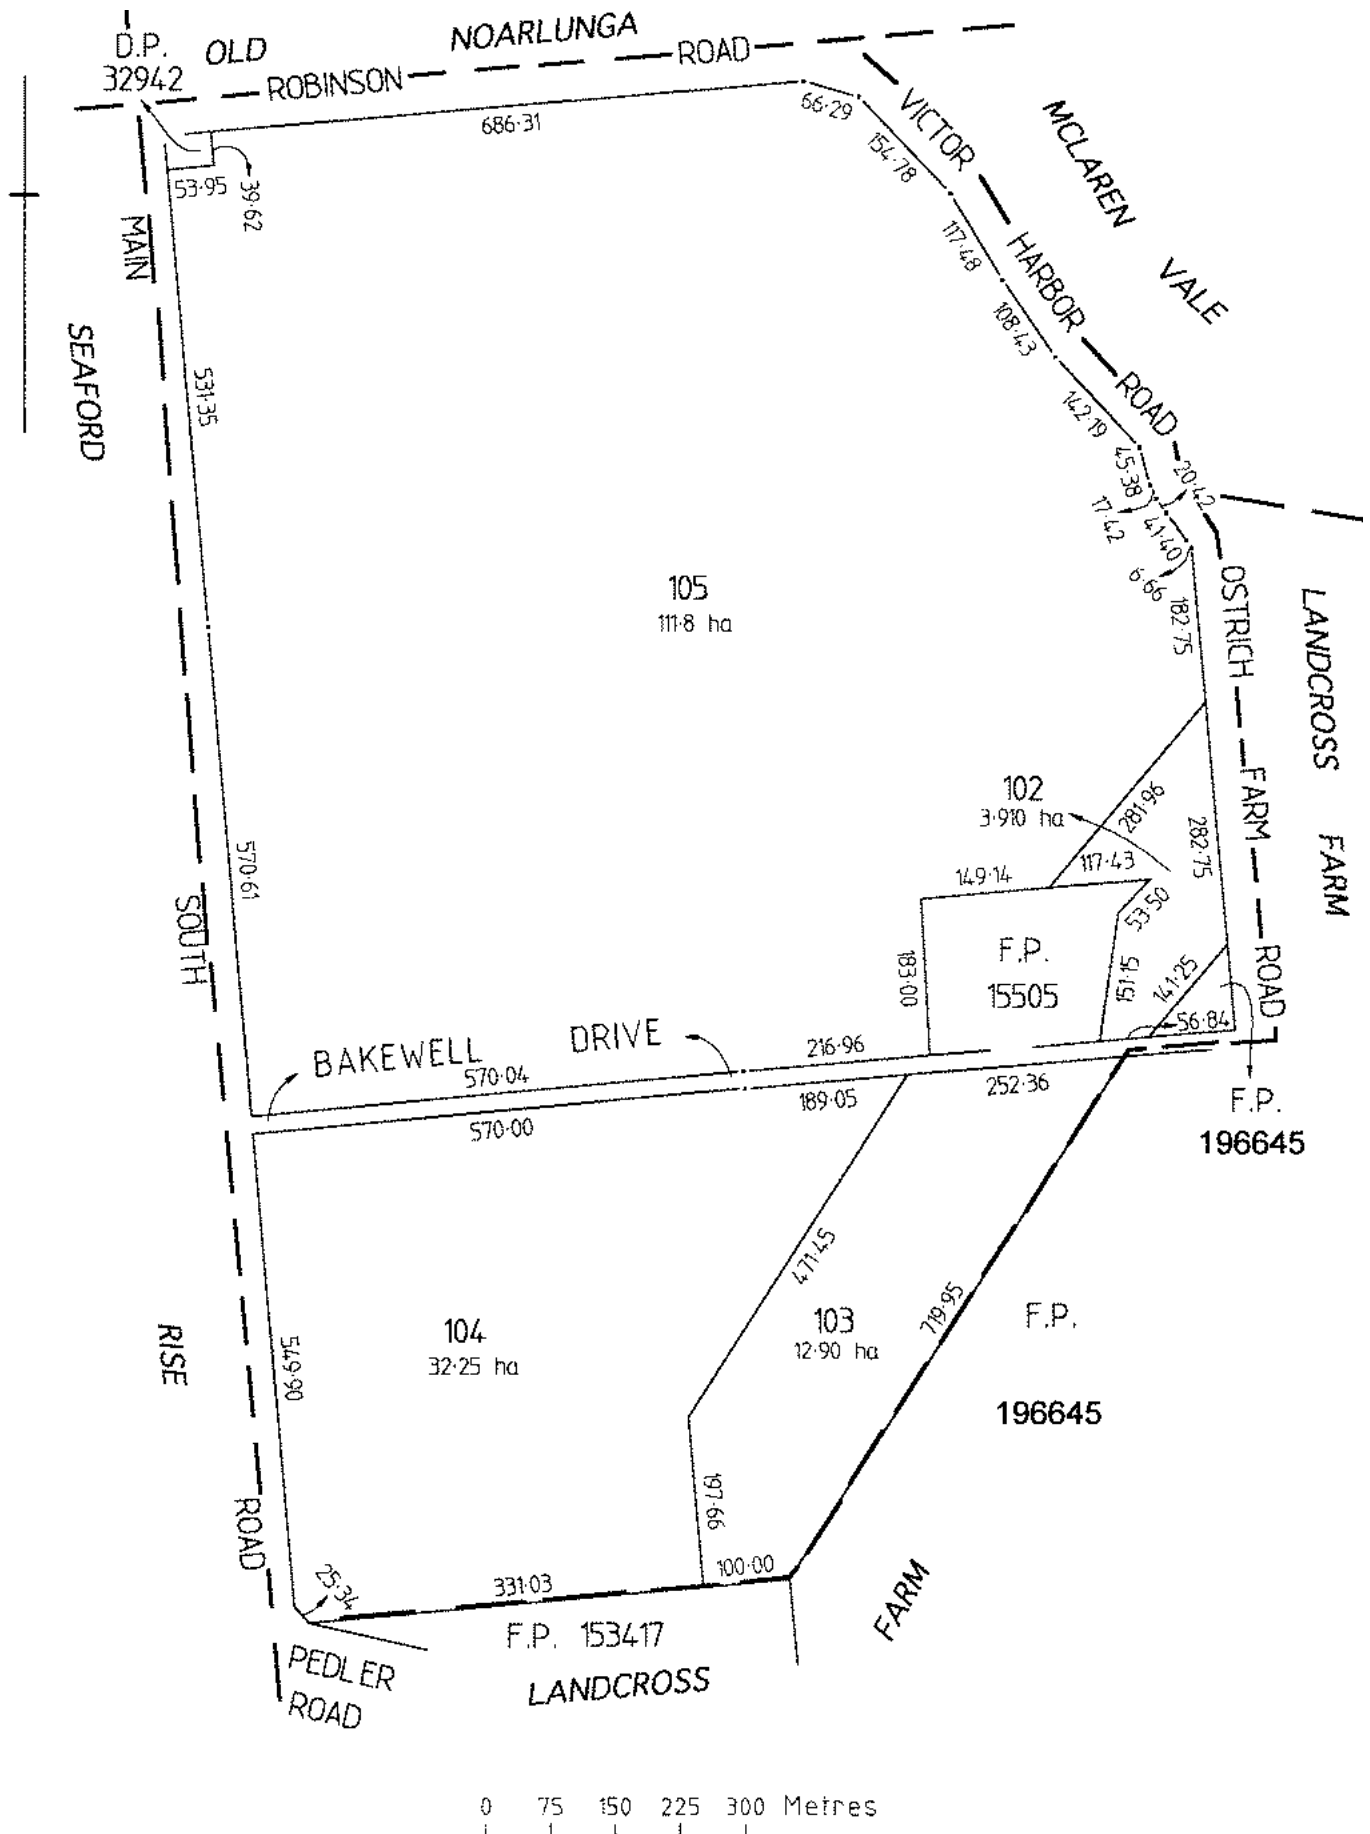 D.P.
32942
OLD
NOARLUNGA
ROBINSON
ROAD
686·31
66·29
VICTOR
HARBOR
ROAD
MCLAREN
VALE
154·78
117·48
108·43
142·19
45·38
20·42
17·42
41·40
6·66
53·95
39·62
MAIN
SEAFORD
531·35
105
111·8 ha
182·75
OSTRICH
FARM
ROAD
LANDCROSS
FARM
102
3·910 ha
281·96
282·75
117·43
149·14
53·50
570·61
SOUTH
183·00
F.P.
15505
151·15
141·25
56·84
BAKEWELL
DRIVE
216·96
570·04
189·05
252·36
570·00
F.P.
196645
471·45
719·95
103
12·90 ha
F.P.
196645
104
32·25 ha
549·90
RISE
197·66
ROAD
25·34
331·03
100·00
F.P. 153417
PEDLER
ROAD
LANDCROSS
FARM
0 75 150 225 300 Metres